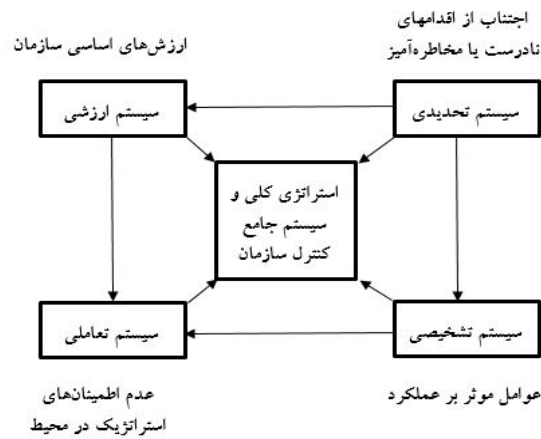 اجتناب از اقدامهای
نادرست یا مخاطره‌آمیز
ارزش‌های اساسی سازمان
سیستم تحدیدی
سیستم ارزشی
استراتژی کلی و
سیستم جامع
کنترل سازمان
سیستم تشخیصی
سیستم تعاملی
عوامل موثر بر عملکرد
عدم اطمینان‌های
استراتژیک در محیط